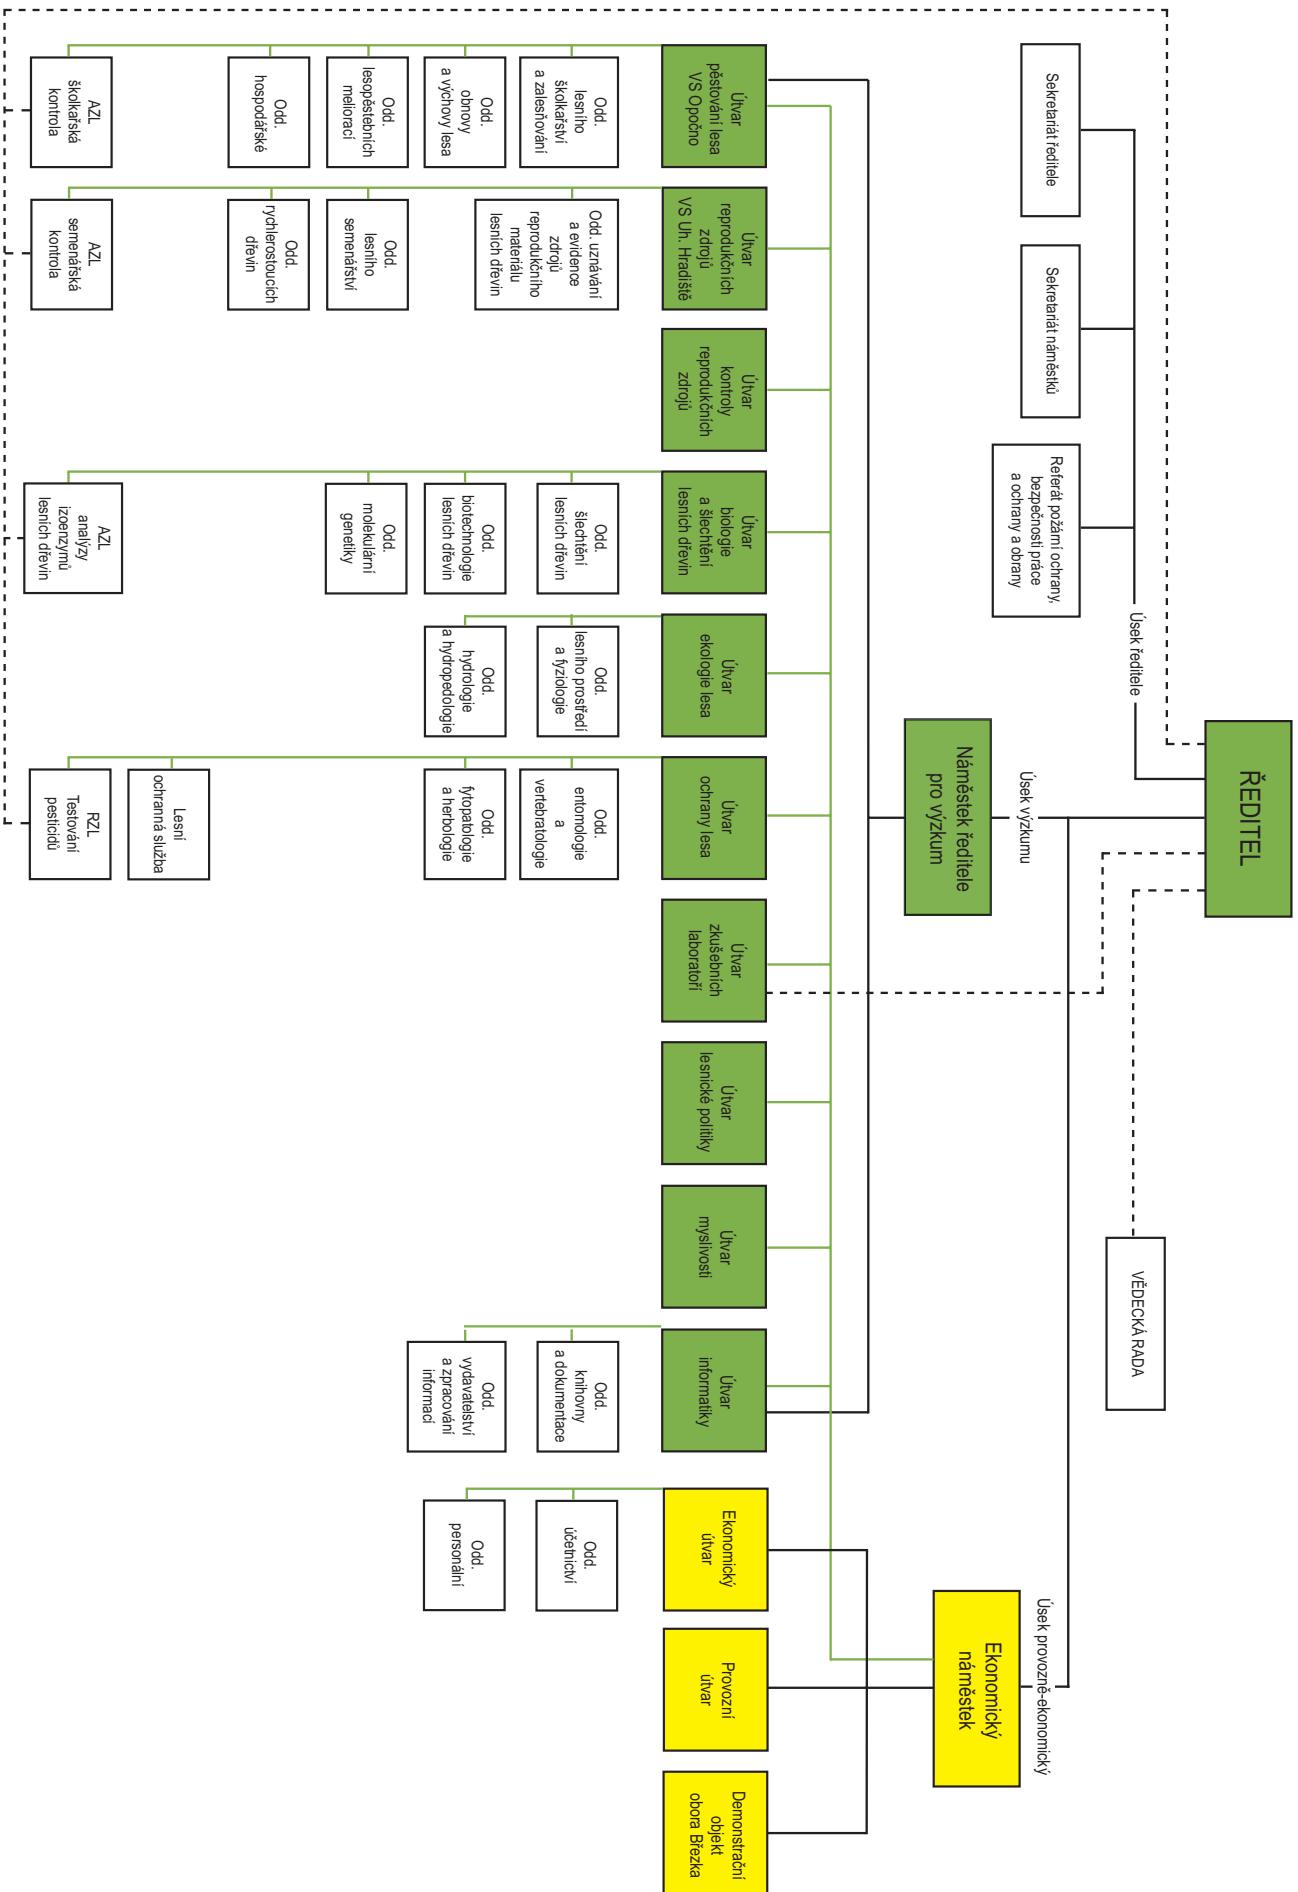 ŘEDITEL
Úsek ředitele
Sekretariát ředitele
Sekretariát náměstků
Referát požární ochrany,
bezpečnosti práce
a ochrany a obrany
VĚDECKÁ RADA
Úsek výzkumu
Náměstek ředitele
pro výzkum
Úsek provozně-ekonomický
Ekonomický
náměstek
Útvar
pěstování lesa
VS Opočno
Útvar
reprodukčních
zdrojů
VS Uh. Hradiště
Útvar
kontroly
reprodukčních
zdrojů
Útvar
biologie
a šlechtění
lesních dřevin
Útvar
ekologie lesa
Útvar
ochrany lesa
Útvar
zkušebních
laboratoří
Útvar
lesnické politiky
Útvar
myslivosti
Útvar
informatiky
Ekonomický
útvar
Provozní
útvar
Demonstrační
objekt
obora Březka
Odd.
lesního
školkařství
a zalesňování
Odd.
obnovy
a výchovy lesa
Odd.
lesopěstebních
meliorací
Odd.
hospodářské
AZL
školkařská
kontrola
Odd. uznávání
a evidence
zdrojů
reprodukčního
materiálu
lesních dřevin
Odd.
lesního
semenářství
Odd.
rychlerostoucích
dřevin
AZL
semenářská
kontrola
Odd.
šlechtění
lesních dřevin
Odd.
biotechnologie
lesních dřevin
Odd.
molekulární
genetiky
AZL
analýzy
izoenzymů
lesních dřevin
Odd.
lesního prostředí
a fyziologie
Odd.
hydrologie
a hydropedologie
Odd.
entomologie
a
vertebratologie
Odd.
fytopatologie
a herbologie
Lesní
ochranná služba
RZL
Testování
pesticidů
Odd.
knihovny
a dokumentace
Odd.
vydavatelství
a zpracování
informací
Odd.
účetnictví
Odd.
personální